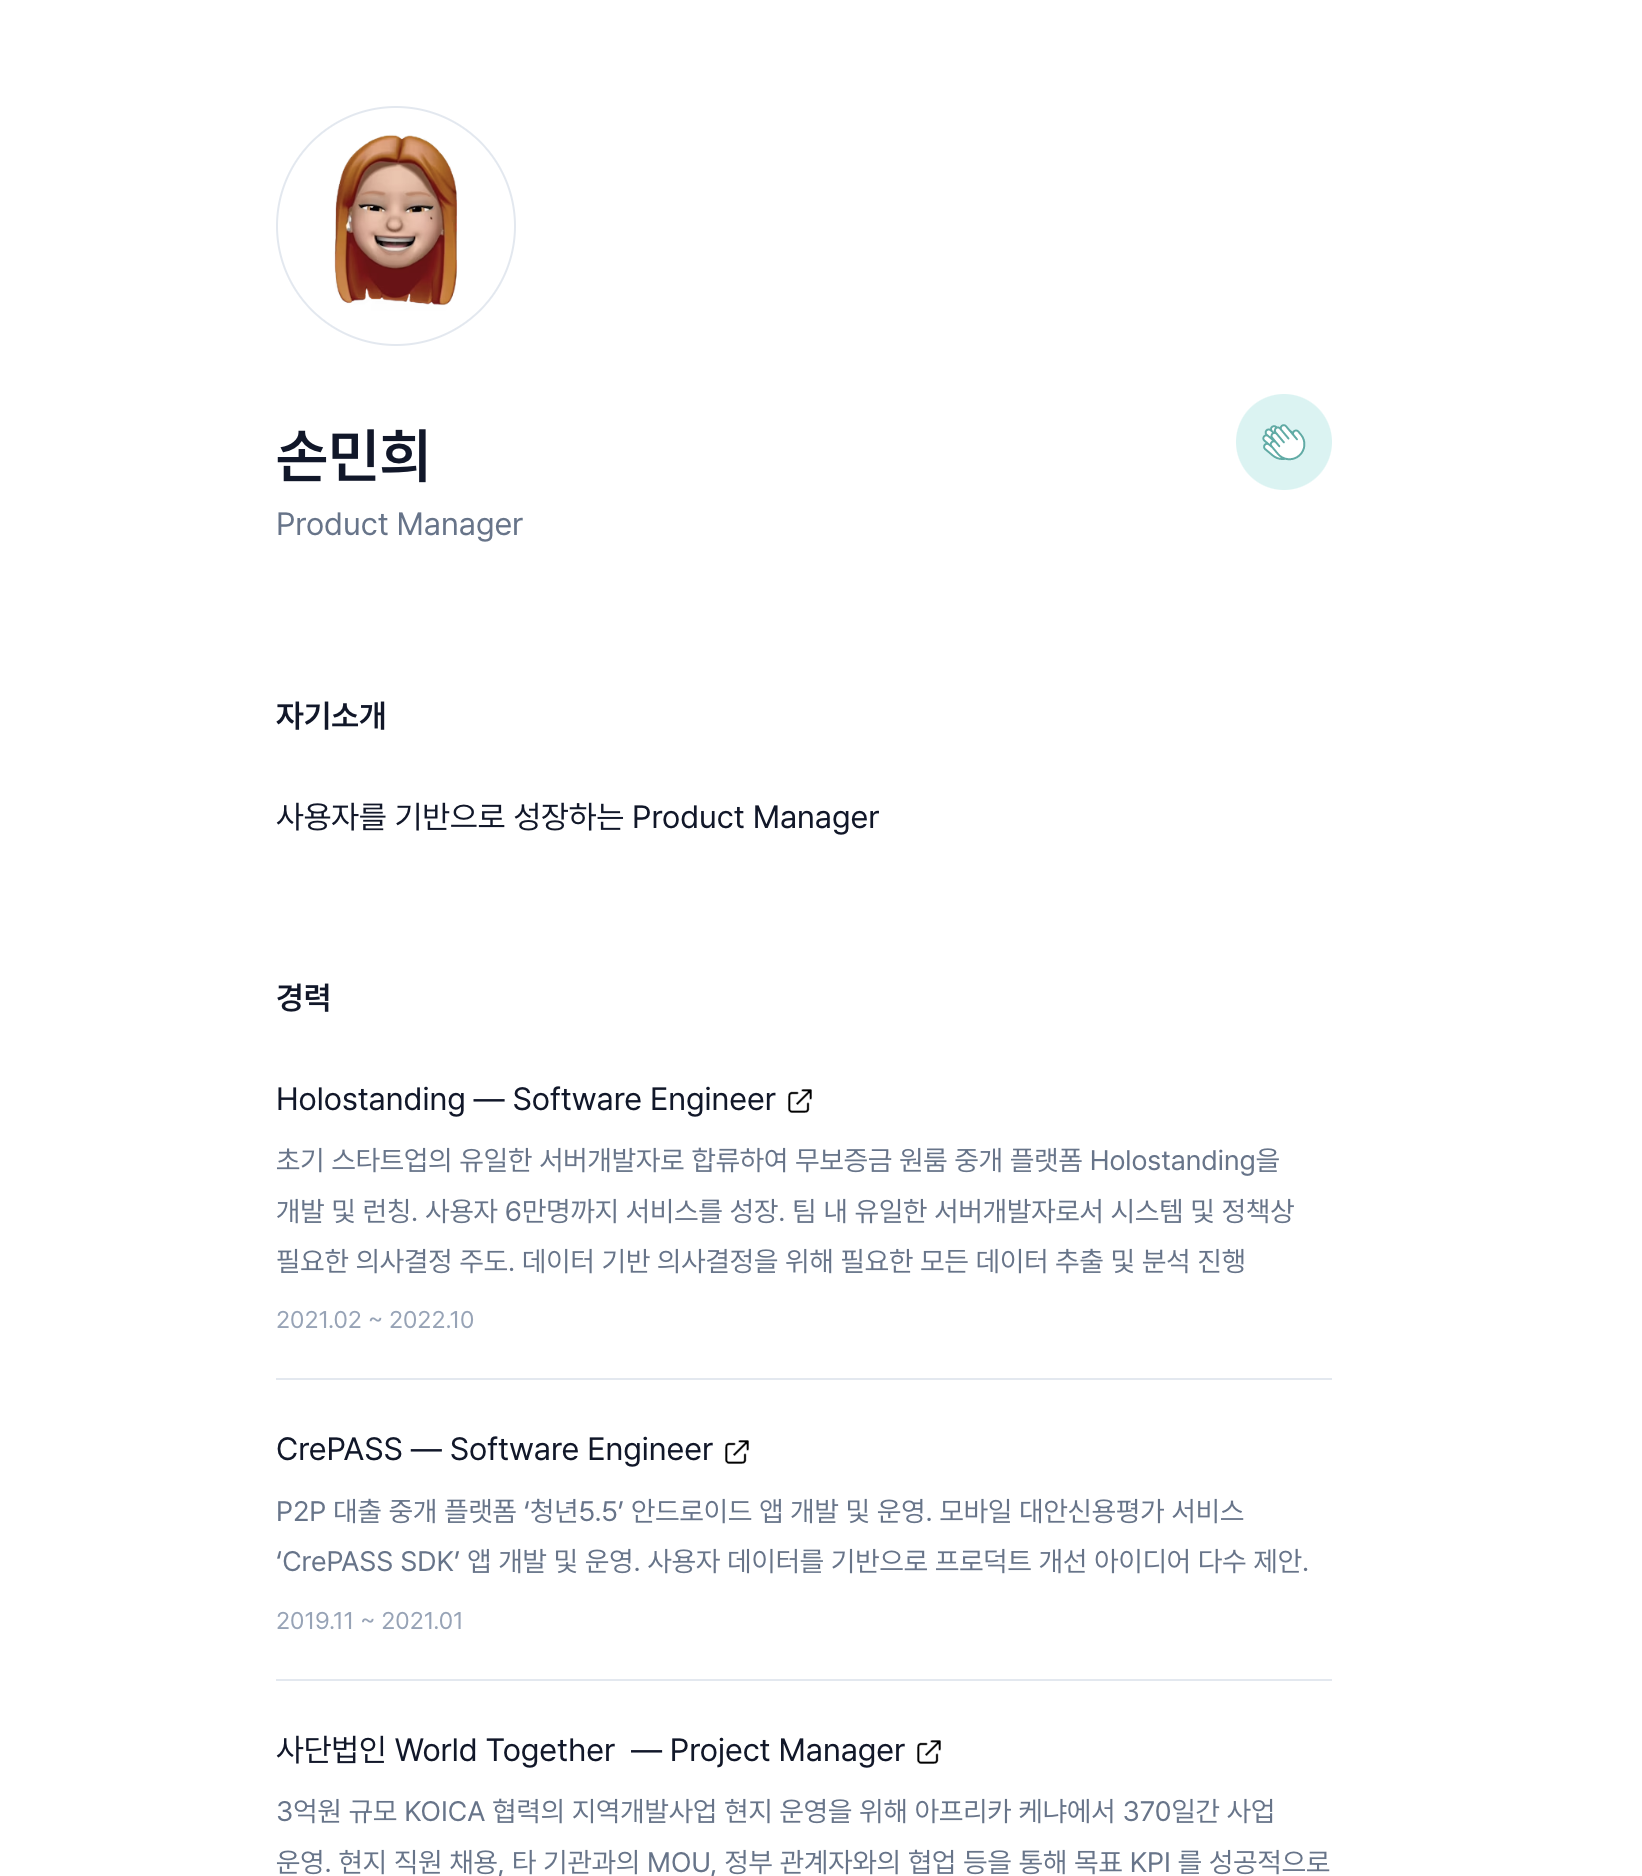 손민희
Product Manager
자기소개
사용자를 기반으로 성장하는 Product Manager
경력
Holostanding — Software Engineer
초기 스타트업의 유일한 서버개발자로 합류하여 무보증금 원룸 중개 플랫폼 Holostanding을
개발 및 런칭. 사용자 6만명까지 서비스를 성장. 팀 내 유일한 서버개발자로서 시스템 및 정책상
필요한 의사결정 주도. 데이터 기반 의사결정을 위해 필요한 모든 데이터 추출 및 분석 진행
2021.02 ~ 2022.10
CrePASS — Software Engineer
P2P 대출 중개 플랫폼 ‘청년5.5’ 안드로이드 앱 개발 및 운영. 모바일 대안신용평가 서비스
‘CrePASS SDK’ 앱 개발 및 운영. 사용자 데이터를 기반으로 프로덕트 개선 아이디어 다수 제안.
2019.11 ~ 2021.01
사단법인 World Together — Project Manager
3억원 규모 KOICA 협력의 지역개발사업 현지 운영을 위해 아프리카 케냐에서 370일간 사업
운영. 현지 직원 채용, 타 기관과의 MOU, 정부 관계자와의 협업 등을 통해 목표 KPI 를 성공적으로